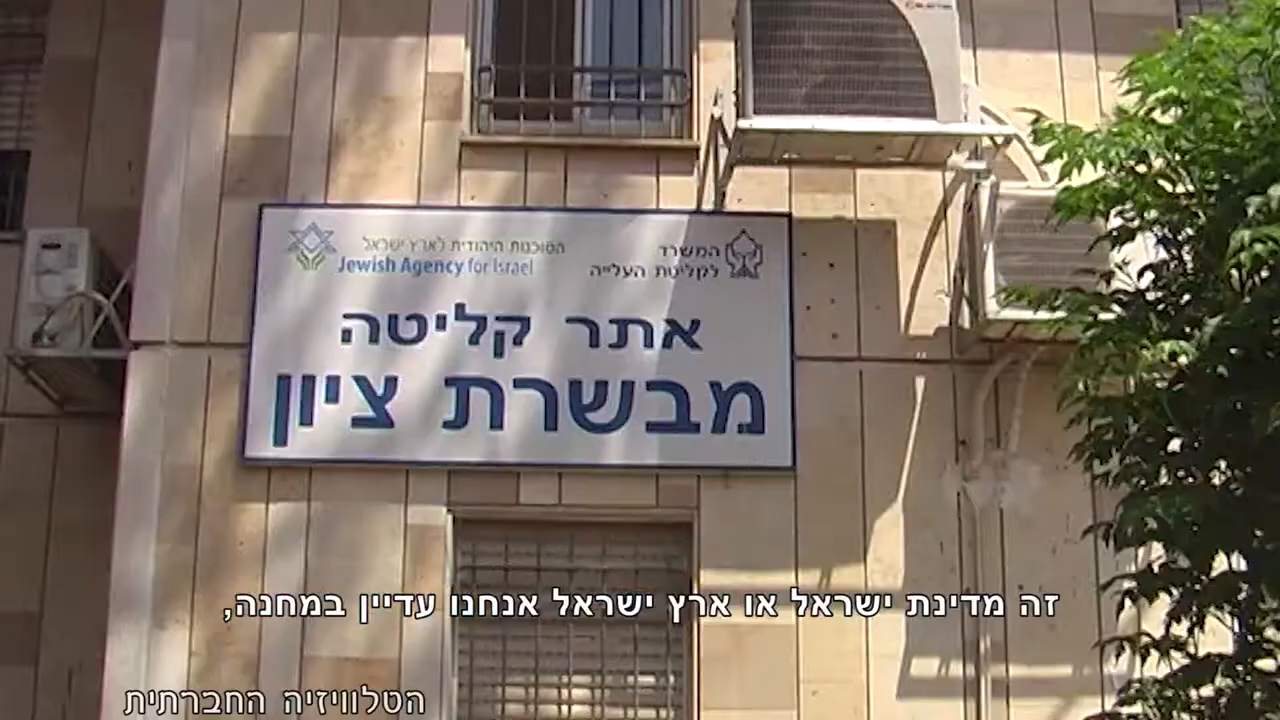 המשרד
לקליטת העלייה
הסוכנות היהודית לארץ ישראל
Jewish Agency for Israel
אתר קליטה
מבשרת ציון
זה מדינת ישראל או ארץ ישראל אנחנו עדיין במחנה,
הטלוויזיה החברתית